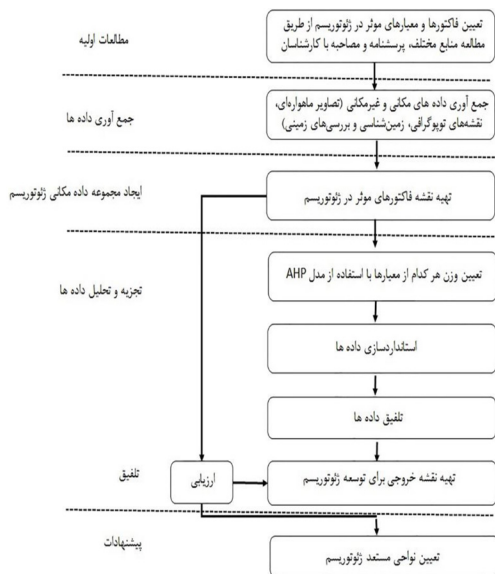 تعیین فاکتورها و معیارهای موثر در ژئوتوریسم از طریق
مطالعه منابع مختلف، پرسشنامه و مصاحبه با کارشناسان
مطالعات اولیه
جمع آوری داده های مکانی و غیرمکانی (تصاویر ماهواره‌ای،
نقشه‌های توپوگرافی، زمین‌شناسی و بررسی‌های زمینی)
جمع آوری داده ها
تهیه نقشه فاکتورهای موثر در ژئوتوریسم
ایجاد مجموعه داده مکانی ژئوتوریسم
تعیین وزن هر کدام از معیارها با استفاده از مدل AHP
تجزیه و تحلیل داده ها
استانداردسازی داده ها
تلفیق داده ها
تهیه نقشه خروجی برای توسعه ژئوتوریسم
ارزیابی
تلفیق
پیشنهادات
تعیین نواحی مستعد ژئوتوریسم